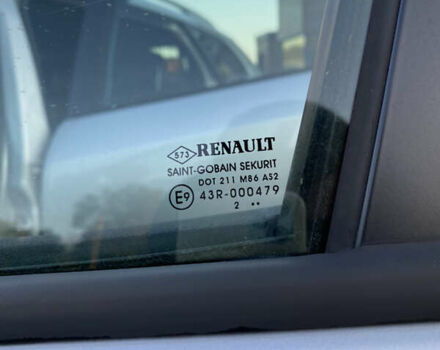 573 RENAULT
SAINT-GOBAIN SEKURIT
DOT 211 M86 AS2
E9 43R-000479
2 ••